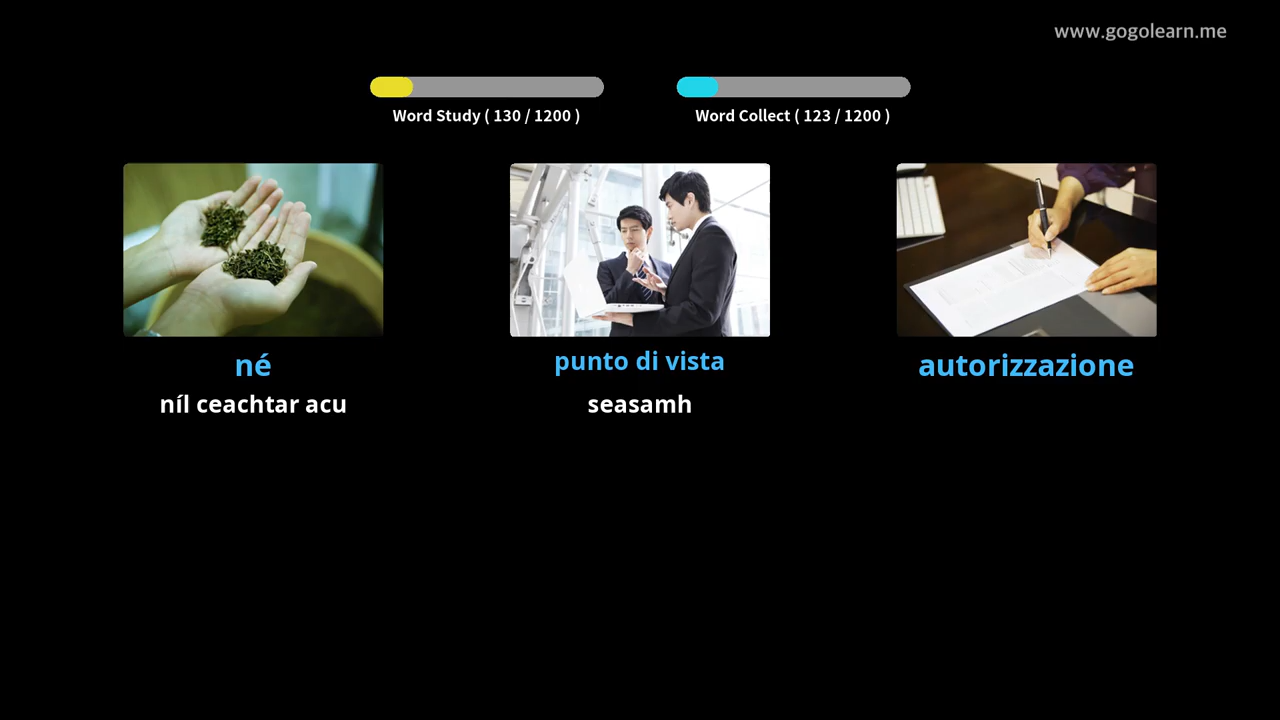 www.gogolearn.me
Word Study ( 130 / 1200 )
Word Collect ( 123 / 1200 )
né
níl ceachtar acu
punto di vista
seasamh
autorizzazione